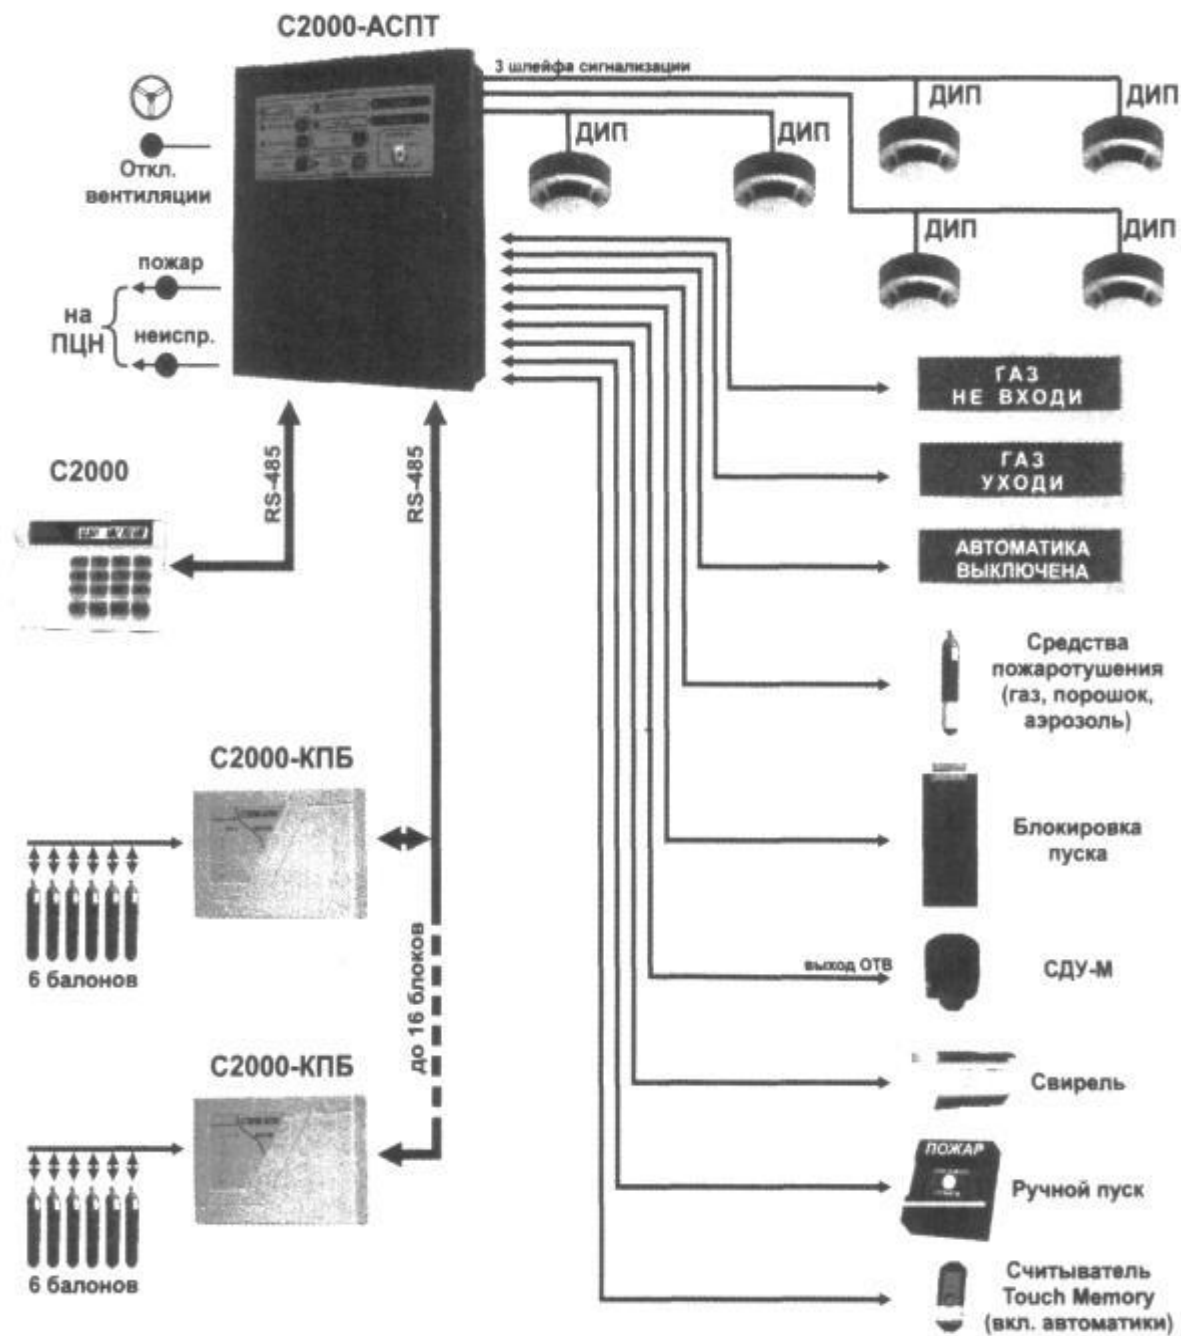 С2000-АСПТ
3 шлейфа сигнализации
ДИП
ДИП
ДИП
ДИП
ДИП
ДИП
Откл.
вентиляции
пожар
на
ПЦН
неиспр.
ГАЗ
НЕ ВХОДИ
ГАЗ
УХОДИ
АВТОМАТИКА
ВЫКЛЮЧЕНА
С2000
RS-485
RS-485
Средства
пожаротушения
(газ, порошок,
аэрозоль)
С2000-КПБ
Блокировка
пуска
6 балонов
до 16 блоков
выход ОТВ
СДУ-М
С2000-КПБ
Свирель
ПОЖАР
Ручной пуск
6 балонов
Считыватель
Touch Memory
(вкл. автоматики)